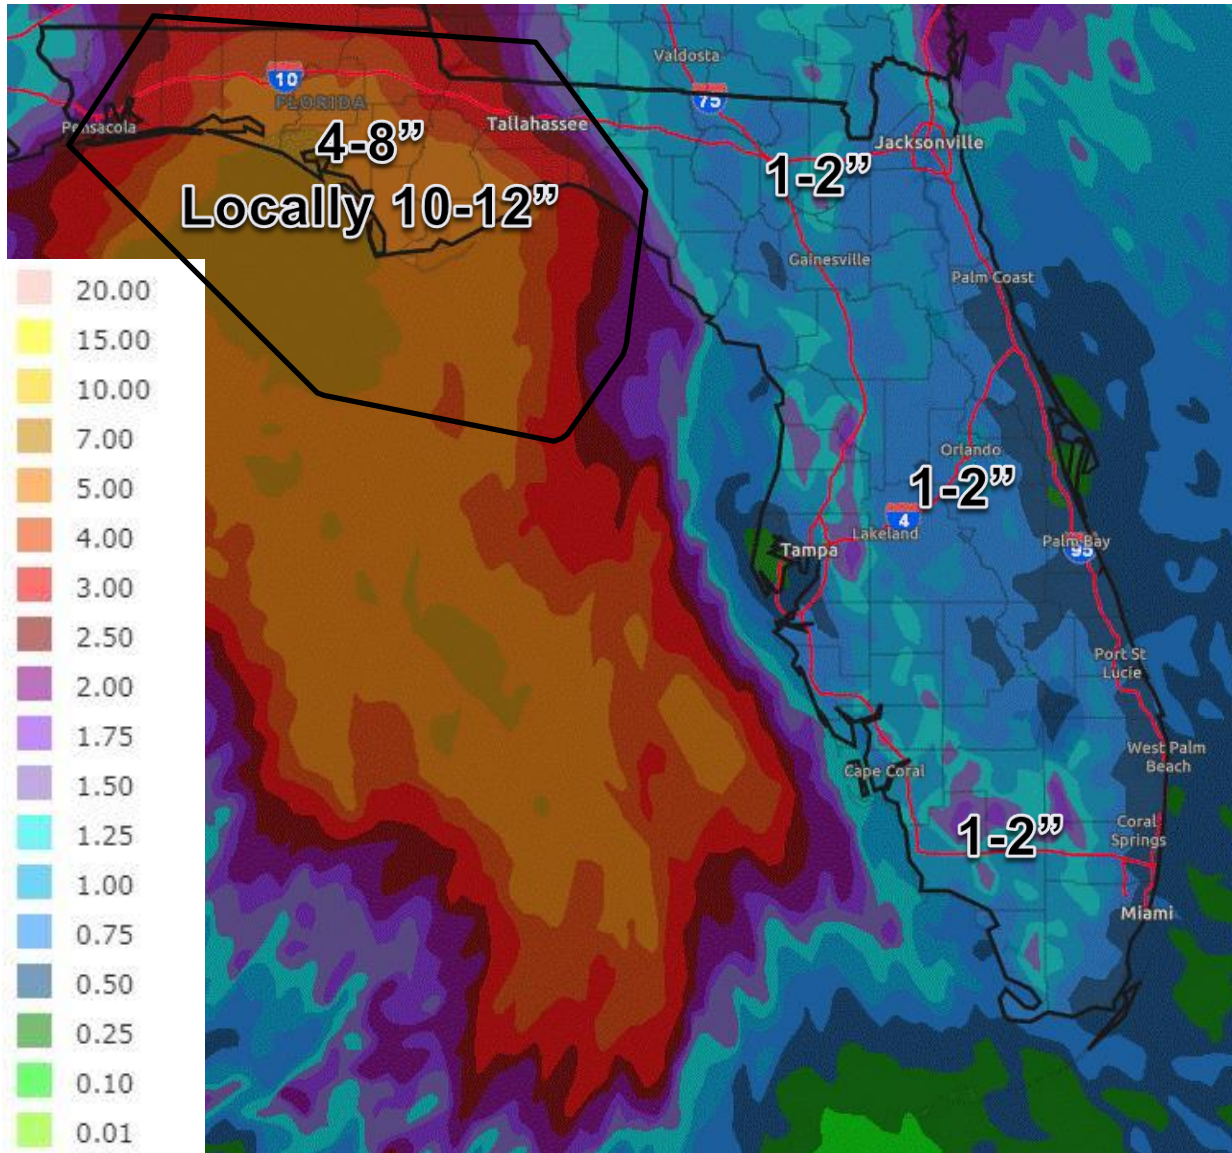 Valdosta
10
75
FLORIDA
Pensacola
Tallahassee
4-8”
Jacksonville
1-2”
Locally 10-12”
Gainesville
Palm Coast
20.00
15.00
10.00
7.00
5.00
4.00
3.00
2.50
2.00
1.75
1.50
1.25
1.00
0.75
0.50
0.25
0.10
0.01
Orlando
1-2”
4
Lakeland
Tampa
Palm Bay
95
Port St
Lucie
West Palm
Beach
Cape Coral
Coral
Springs
1-2”
Miami